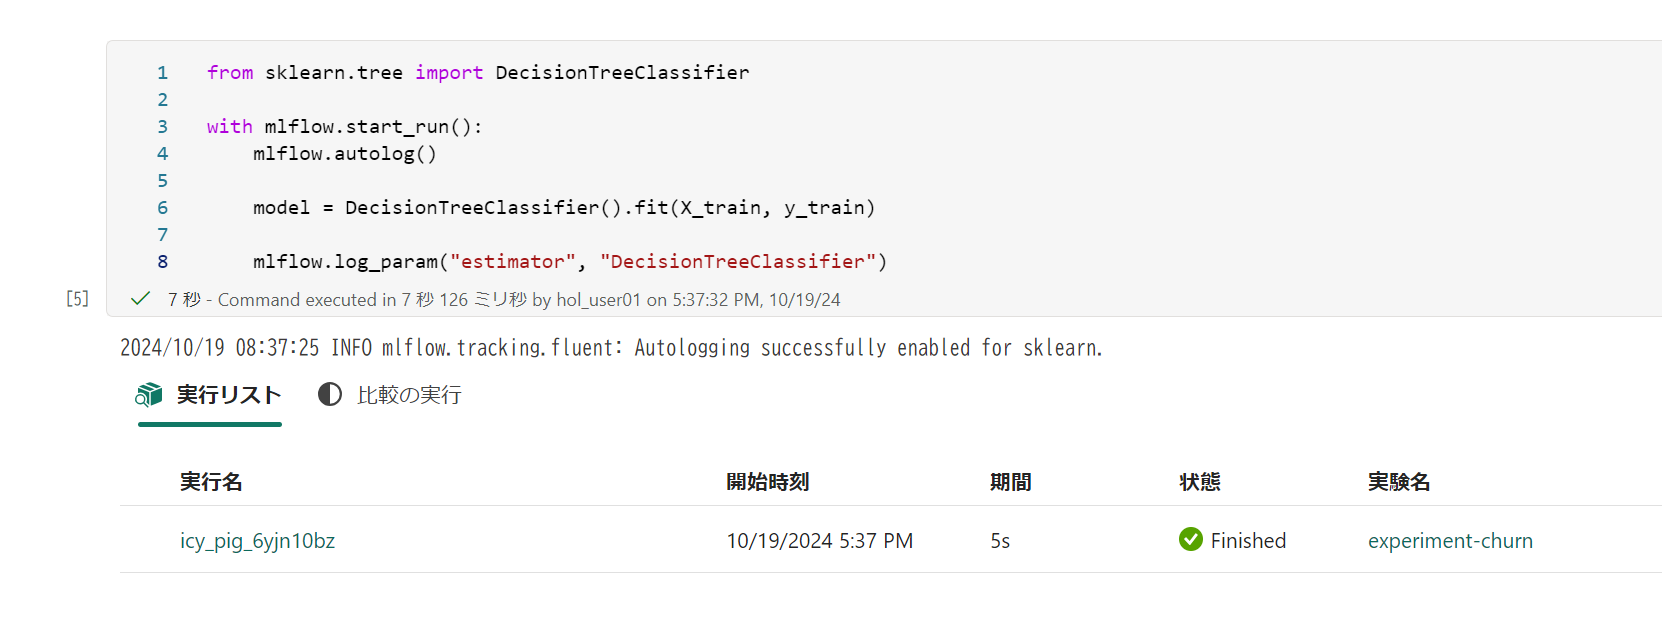 1 from sklearn.tree import DecisionTreeClassifier
2
3 with mlflow.start_run():
4 mlflow.autolog()
5
6 model = DecisionTreeClassifier().fit(X_train, y_train)
7
8 mlflow.log_param("estimator", "DecisionTreeClassifier")
[5] 7 秒 - Command executed in 7 秒 126 ミリ秒 by hol_user01 on 5:37:32 PM, 10/19/24
2024/10/19 08:37:25 INFO mlflow.tracking.fluent: Autologging successfully enabled for sklearn.
実行リスト 比較の実行
実行名 開始時刻 期間 状態 実験名
icy_pig_6yjn10bz 10/19/2024 5:37 PM 5s Finished experiment-churn